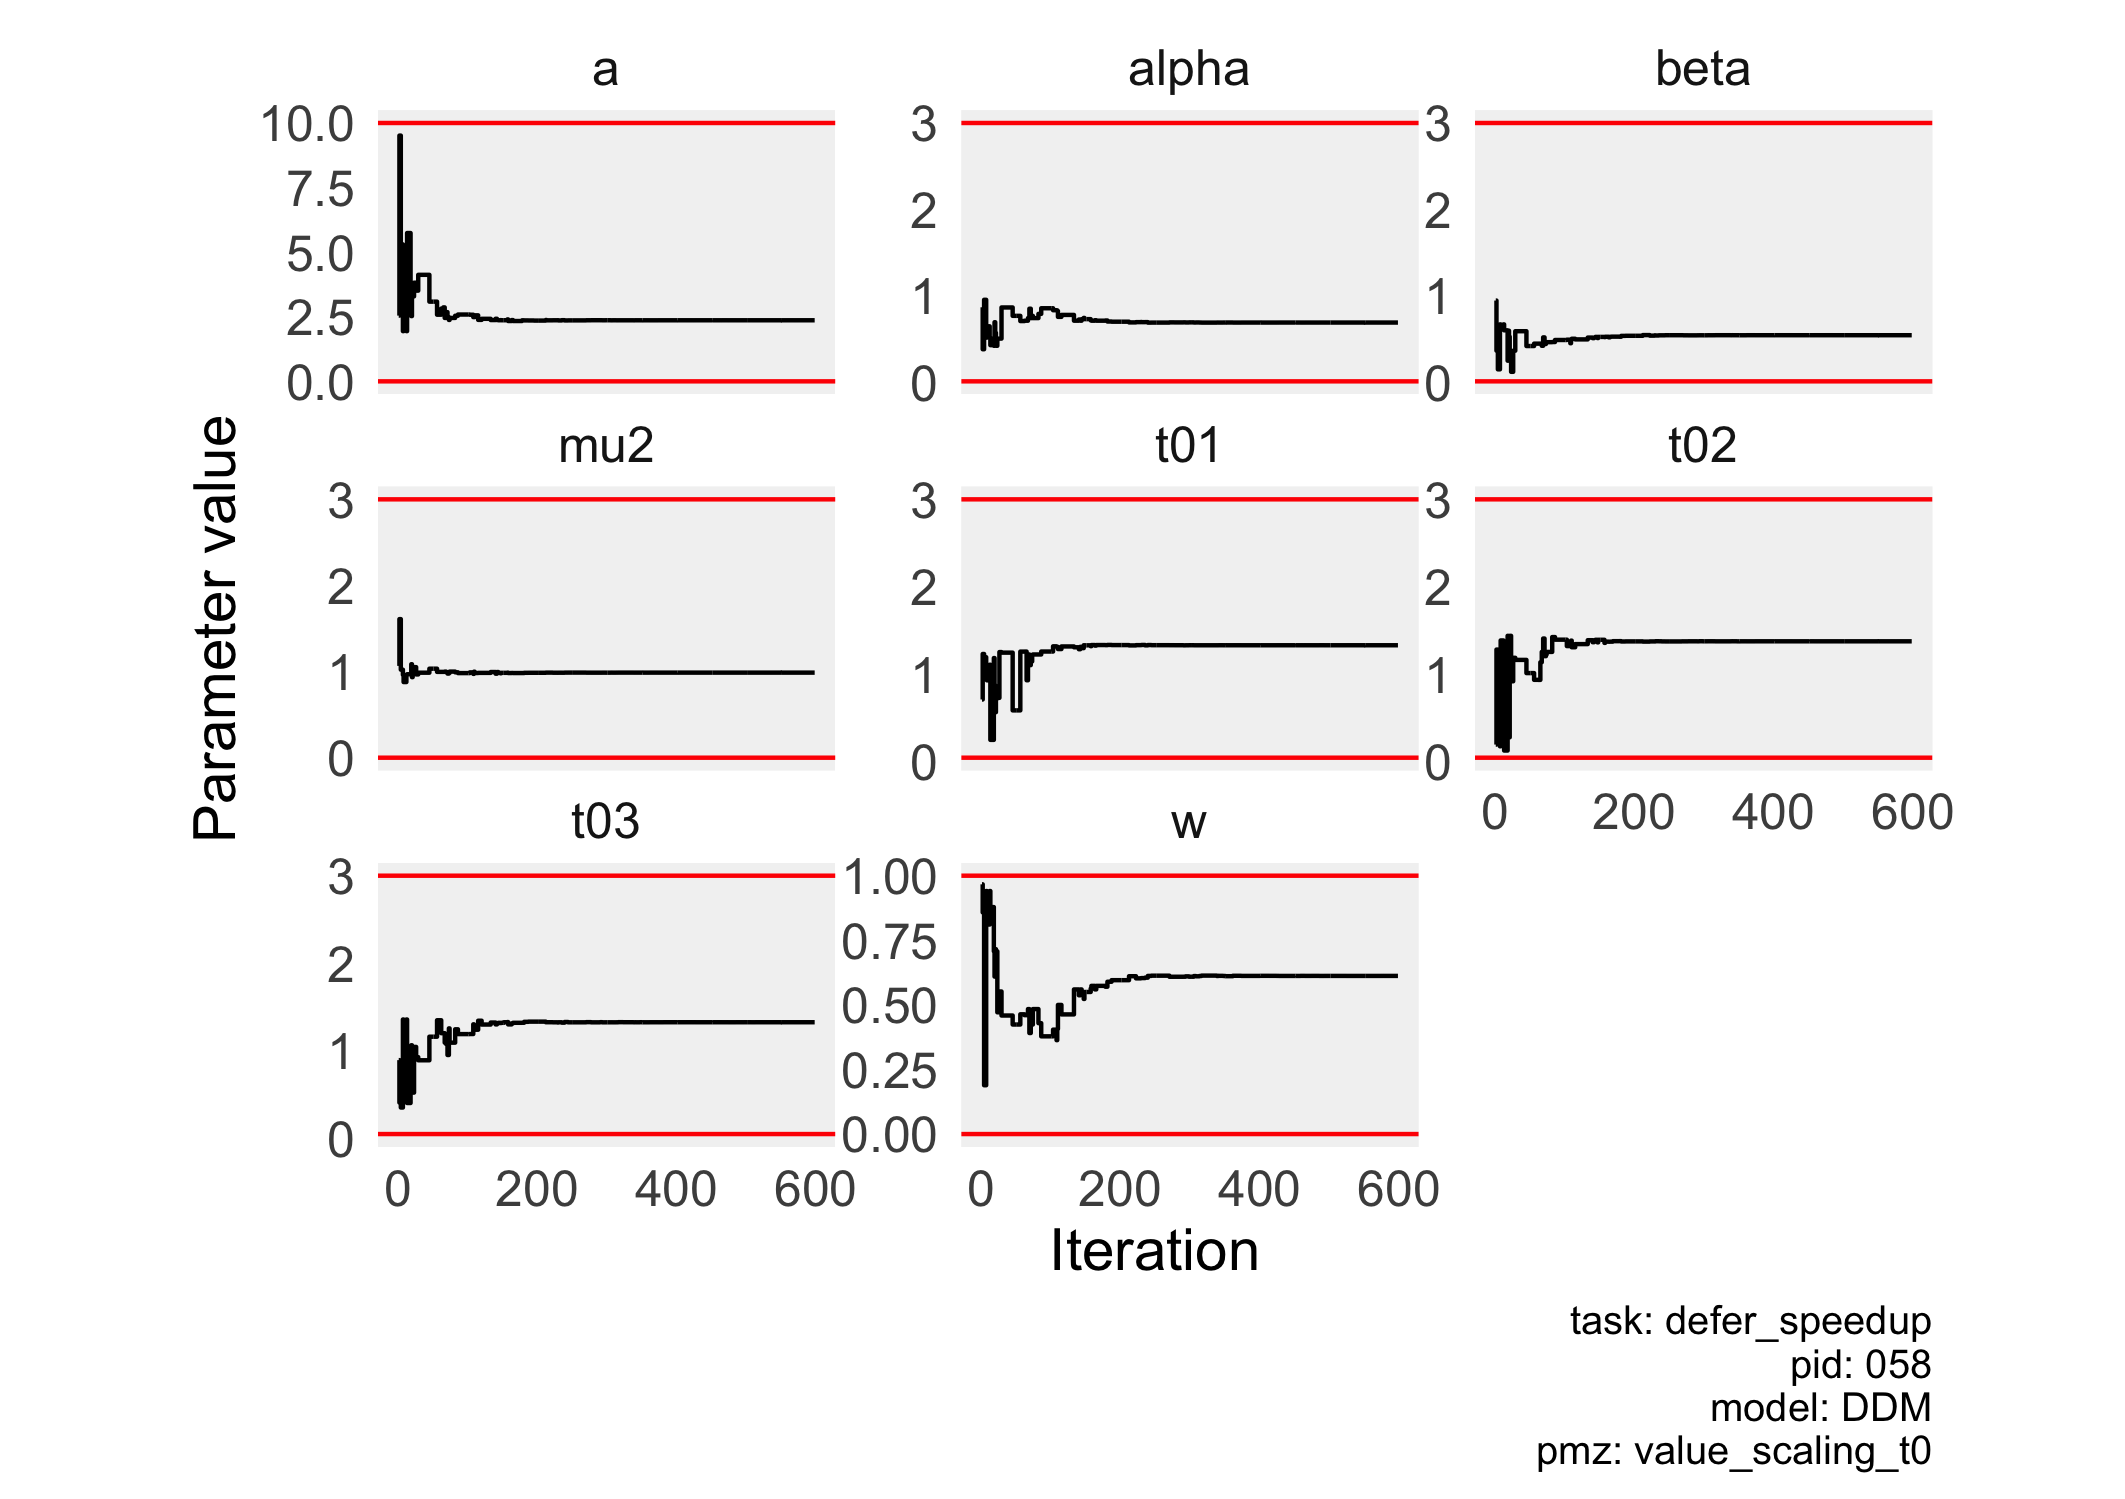 a
alpha
beta
10.0
7.5
5.0
2.5
0.0
3
2
1
0
3
2
1
0
mu2
t01
t02
3
2
1
0
3
2
1
0
3
2
1
0
0 200 400 600
t03
w
3
2
1
0
1.00
0.75
0.50
0.25
0.00
0 200 400 600
0 200 400 600
Parameter value
Iteration
task: defer_speedup
pid: 058
model: DDM
pmz: value_scaling_t0